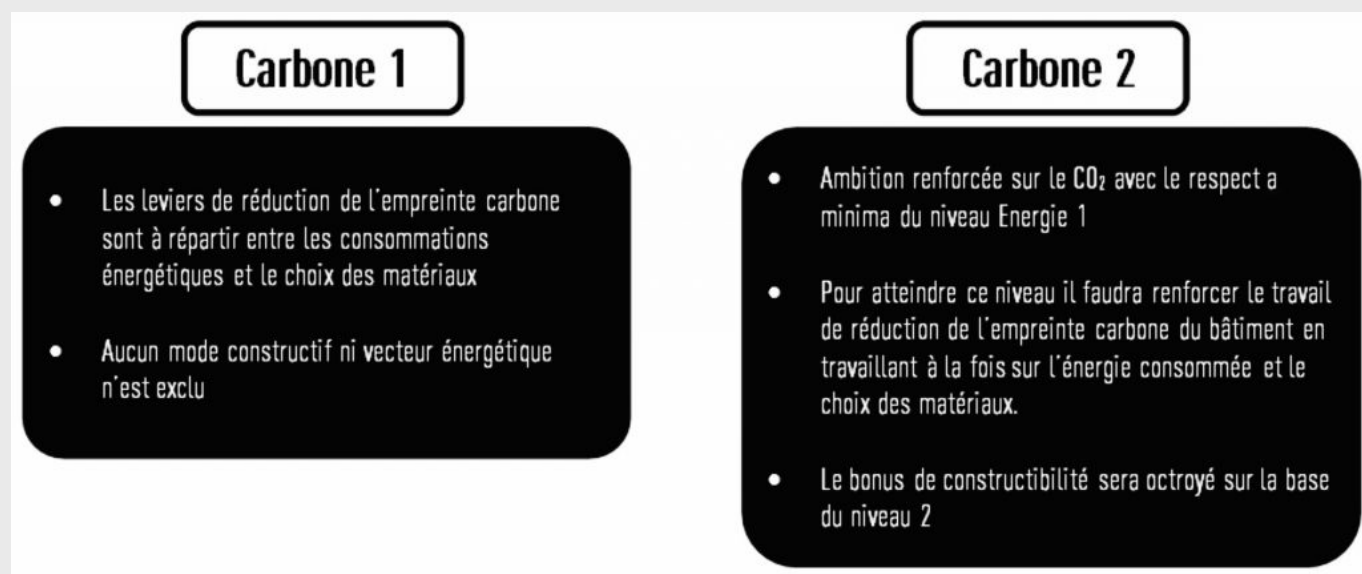 Carbone 1
Les leviers de réduction de l'empreinte carbone
sont à répartir entre les consommations
énergétiques et le choix des matériaux
Aucun mode constructif ni vecteur énergétique
n'est exclu
Carbone 2
Ambition renforcée sur le CO₂ avec le respect a
minima du niveau Energie 1
Pour atteindre ce niveau il faudra renforcer le travail
de réduction de l'empreinte carbone du bâtiment en
travaillant à la fois sur l'énergie consommée et le
choix des matériaux.
Le bonus de constructibilité sera octroyé sur la base
du niveau 2